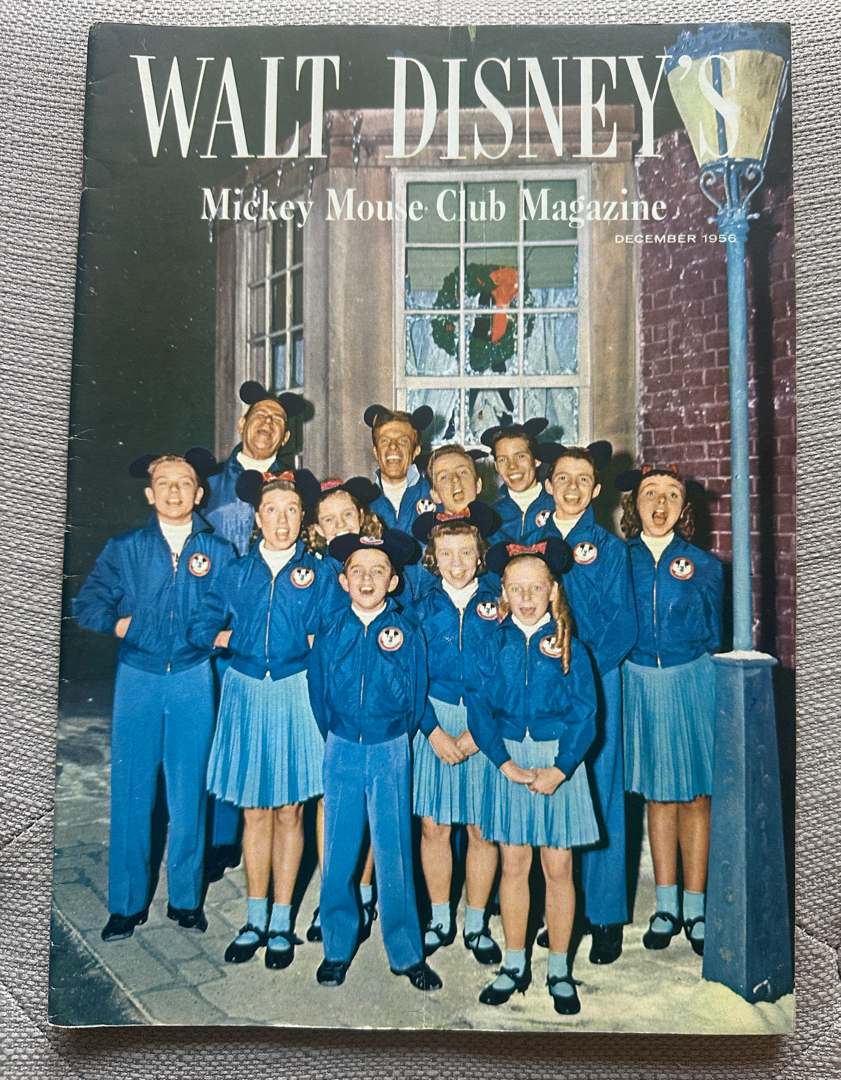 WALT DISNEY'S
Mickey Mouse Club Magazine
DECEMBER 1956